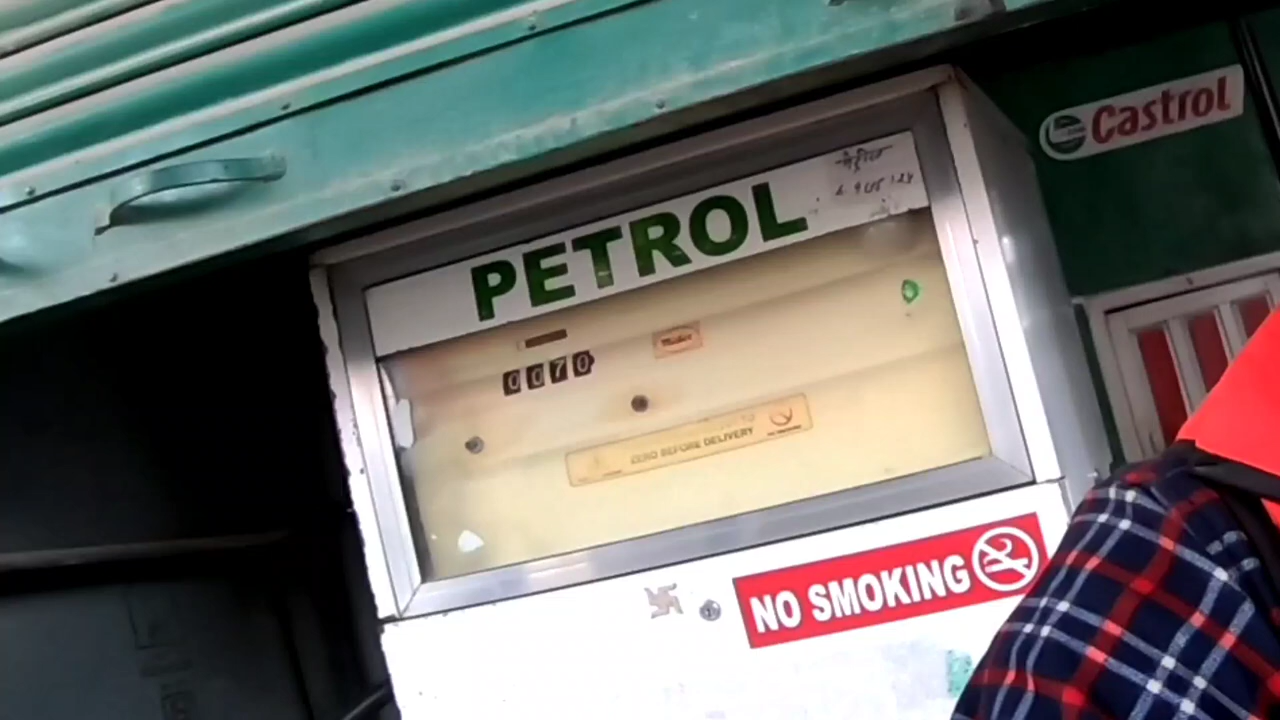 Castrol
पेट्रोल
PETROL
0070
ZERO BEFORE DELIVERY
NO SMOKING